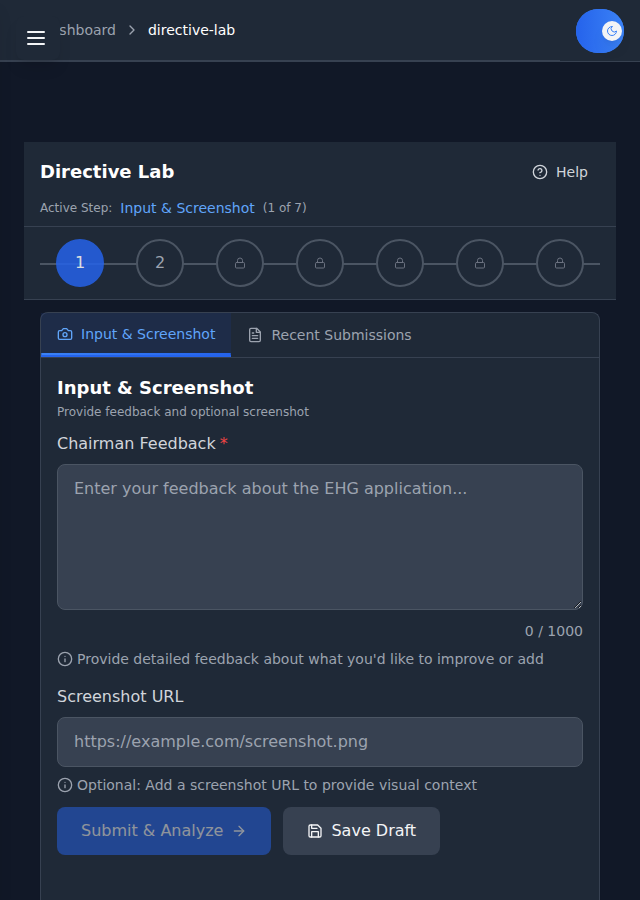 shboard > directive-lab
Directive Lab
Help
Active Step: Input & Screenshot (1 of 7)
1
2
Input & Screenshot
Recent Submissions
Input & Screenshot
Provide feedback and optional screenshot
Chairman Feedback *
Enter your feedback about the EHG application...
0 / 1000
Provide detailed feedback about what you'd like to improve or add
Screenshot URL
https://example.com/screenshot.png
Optional: Add a screenshot URL to provide visual context
Submit & Analyze →
Save Draft